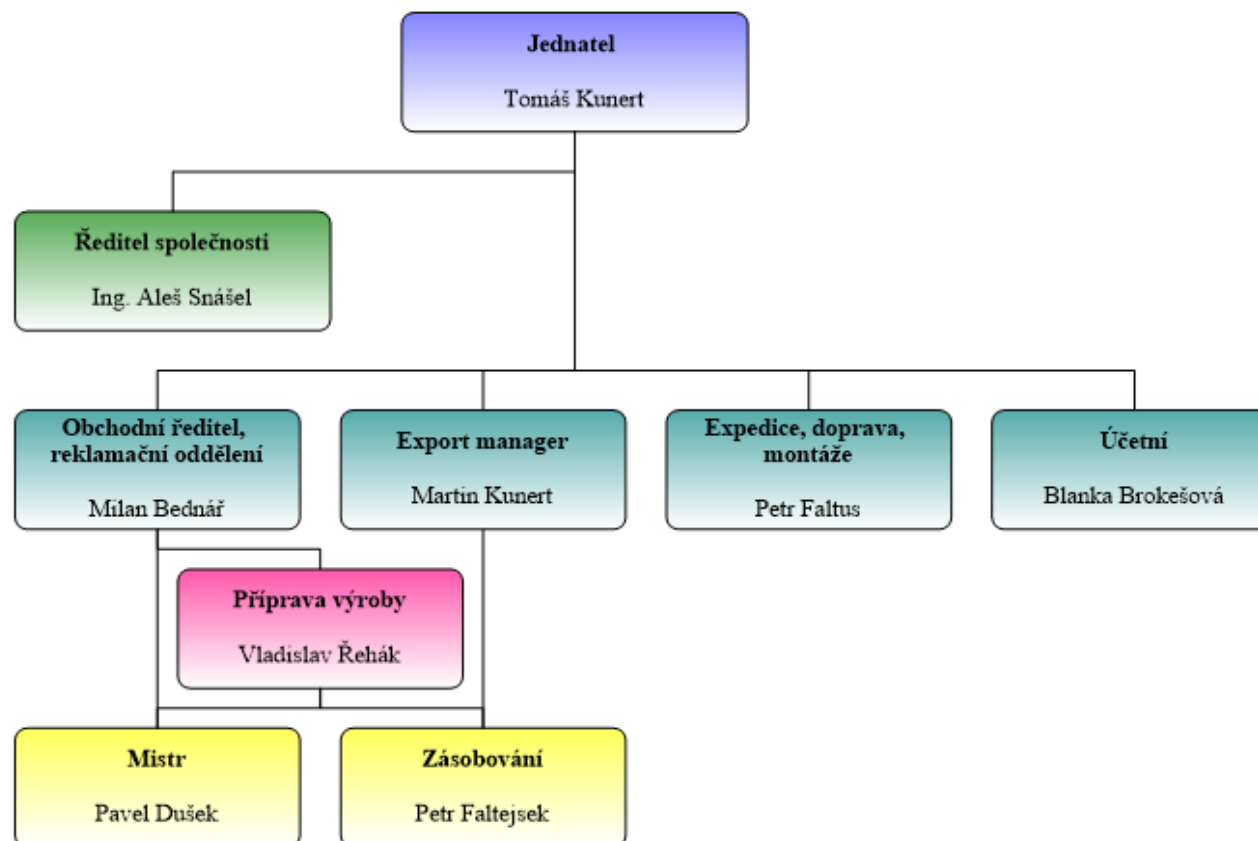 Jednatel
Tomáš Kunert
Ředitel společnosti
Ing. Aleš Snášel
Obchodní ředitel,
reklamační oddělení
Milan Bednář
Export manager
Martin Kunert
Expedice, doprava,
montáže
Petr Faltus
Účetní
Blanka Brokešová
Příprava výroby
Vladislav Řehák
Mistr
Pavel Dušek
Zásobování
Petr Faltejsek